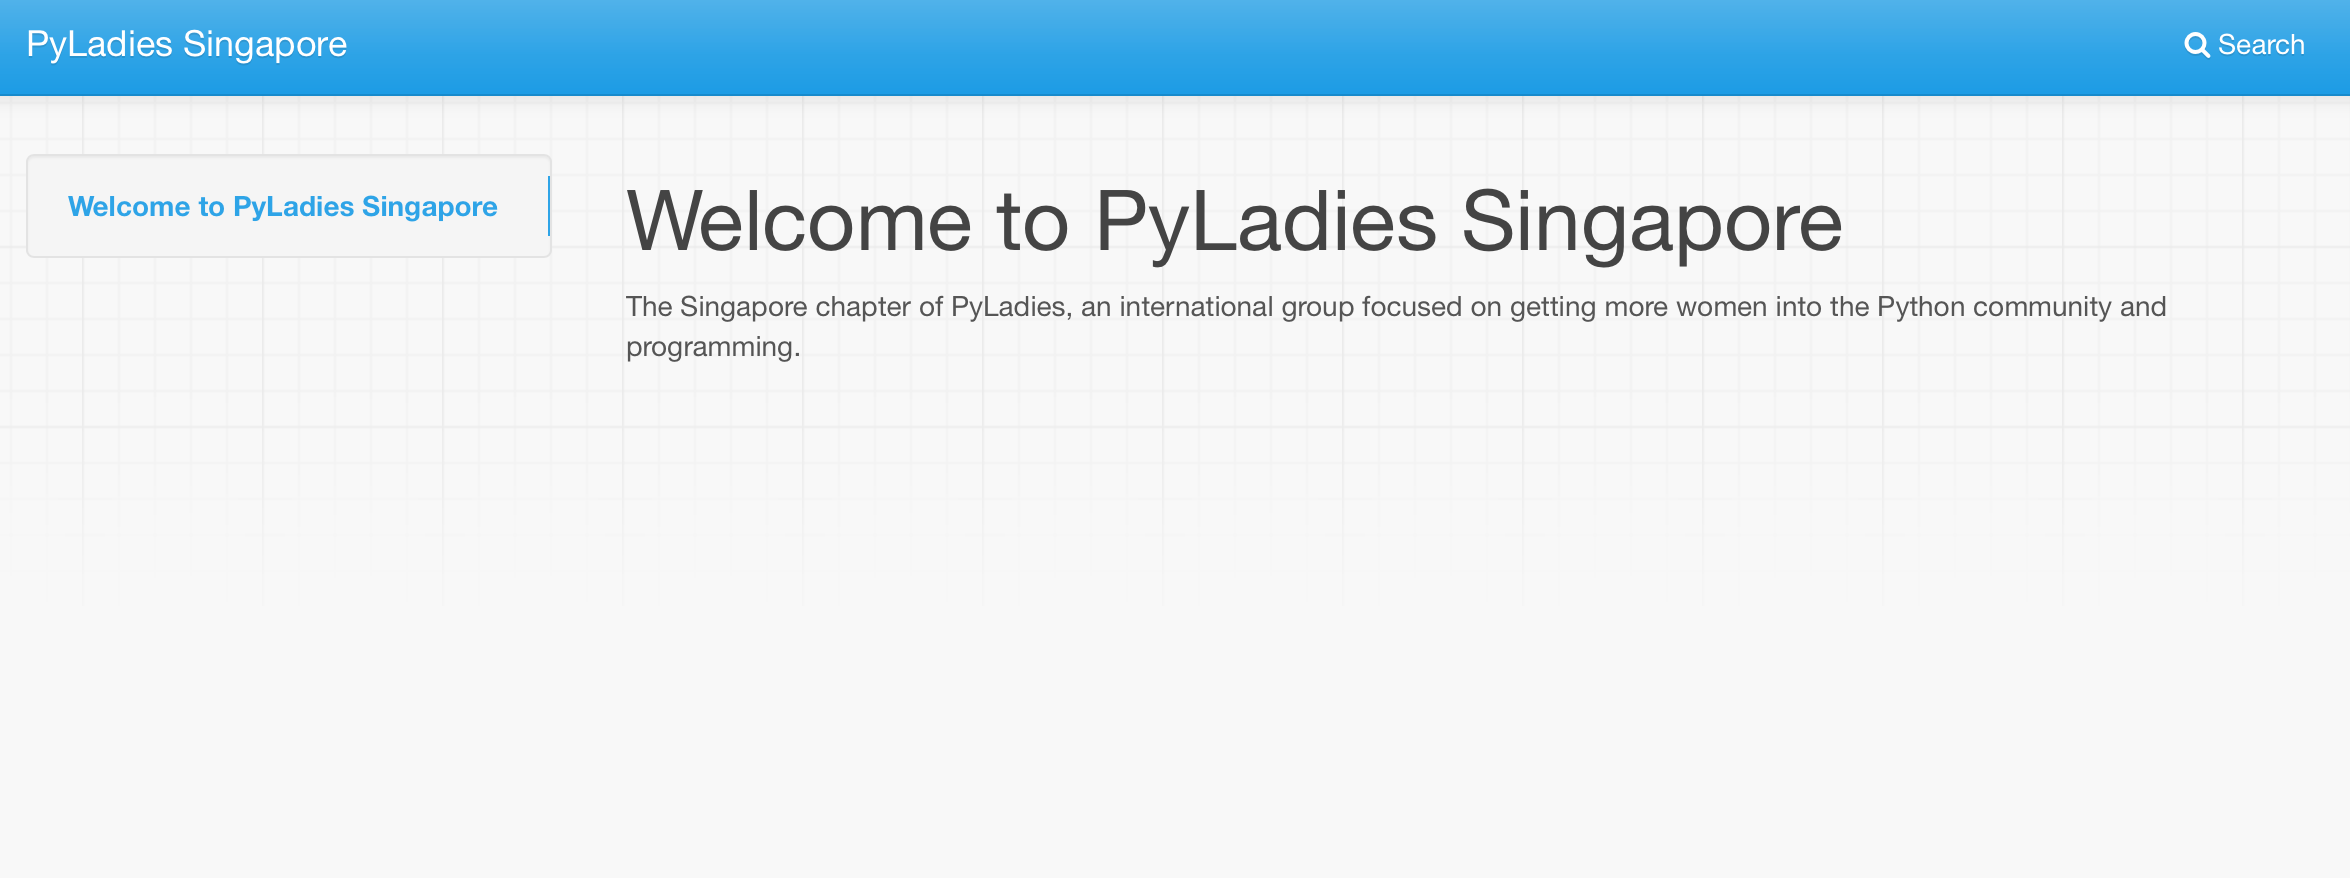 PyLadies Singapore
Search
Welcome to PyLadies Singapore
Welcome to PyLadies Singapore
The Singapore chapter of PyLadies, an international group focused on getting more women into the Python community and
programming.